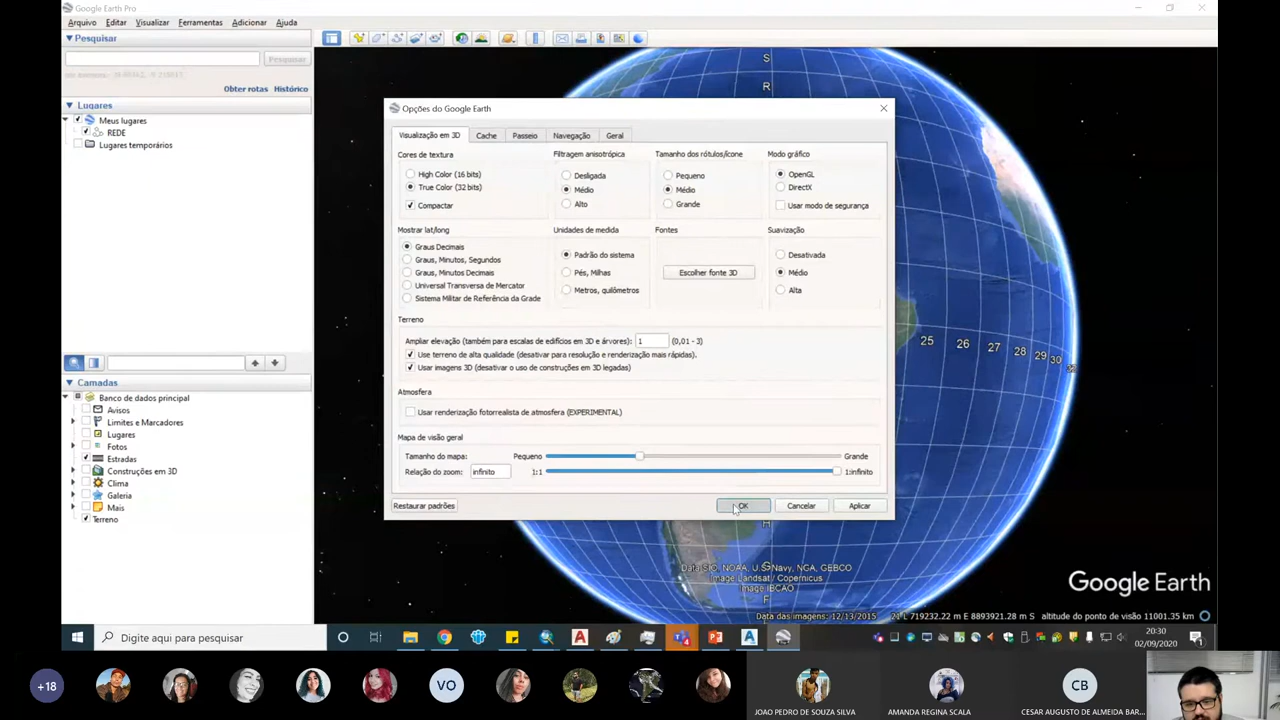 Google Earth Pro
Arquivo Editar Visualizar Ferramentas Adicionar Ajuda
Pesquisar
Pesquisar
Obter rotas Histórico
Lugares
Meus lugares
REDE
Lugares temporários
Camadas
Banco de dados principal
Avisos
Limites e Marcadores
Lugares
Fotos
Estradas
Construções em 3D
Clima
Galeria
Mais
Terreno
Opções do Google Earth
Visualização em 3D Cache Passeio Navegação Geral
Cores de textura
High Color (16 bits)
True Color (32 bits)
Compactar
Filtragem anisotrópica
Desligada
Médio
Alto
Tamanho dos rótulos/ícone
Pequeno
Médio
Grande
Modo gráfico
OpenGL
DirectX
Usar modo de segurança
Mostrar lat/long
Graus Decimais
Graus, Minutos, Segundos
Graus, Minutos Decimais
Universal Transversa de Mercator
Sistema Militar de Referência da Grade
Unidades de medida
Padrão do sistema
Pés, Milhas
Metros, quilômetros
Fontes
Escolher fonte 3D
Suavização
Desativada
Médio
Alta
Terreno
Ampliar elevação (também para escalas de edifícios em 3D e árvores): 1 (0,01 - 3)
Use terreno de alta qualidade (desativar para resolução e renderização mais rápidas).
Usar imagens 3D (desativar o uso de construções em 3D legadas)
Atmosfera
Usar renderização fotorrealista de atmosfera (EXPERIMENTAL)
Mapa de visão geral
Tamanho do mapa: Pequeno Grande
Relação do zoom: infinito 1:1 1:infinito
Restaurar padrões OK Cancelar Aplicar
S
R
25 26 27 28 29 30 32
H
G
F
Data SIO, NOAA, U.S. Navy, NGA, GEBCO
Image Landsat / Copernicus
Image IBCAO
Google Earth
Data das imagens: 12/13/2015 21 L 719232.22 m E 8893921.28 m S altitude do ponto de visão 11001.35 km
Digite aqui para pesquisar
20:30
02/09/2020
+18
VO
CB
JOAO PEDRO DE SOUZA SILVA
AMANDA REGINA SCALA
CESAR AUGUSTO DE ALMEIDA BAR...